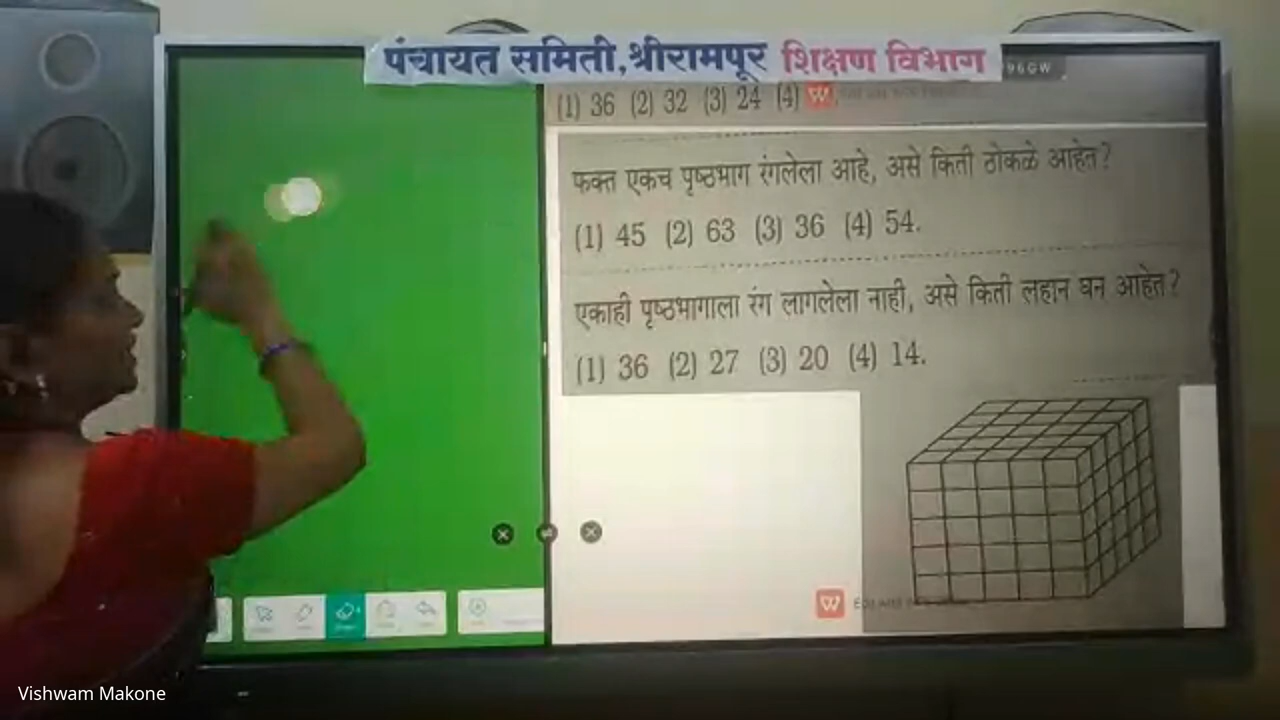 पंचायत समिती,श्रीरामपूर शिक्षण विभाग
96GW
(1) 36 (2) 32 (3) 24 (4)
फक्त एकच पृष्ठभाग रंगलेला आहे, असे किती ठोकळे आहेत?
(1) 45 (2) 63 (3) 36 (4) 54.
एकाही पृष्ठभागाला रंग लागलेला नाही, असे किती लहान घन आहेत?
(1) 36 (2) 27 (3) 20 (4) 14.
Vishwam Makone